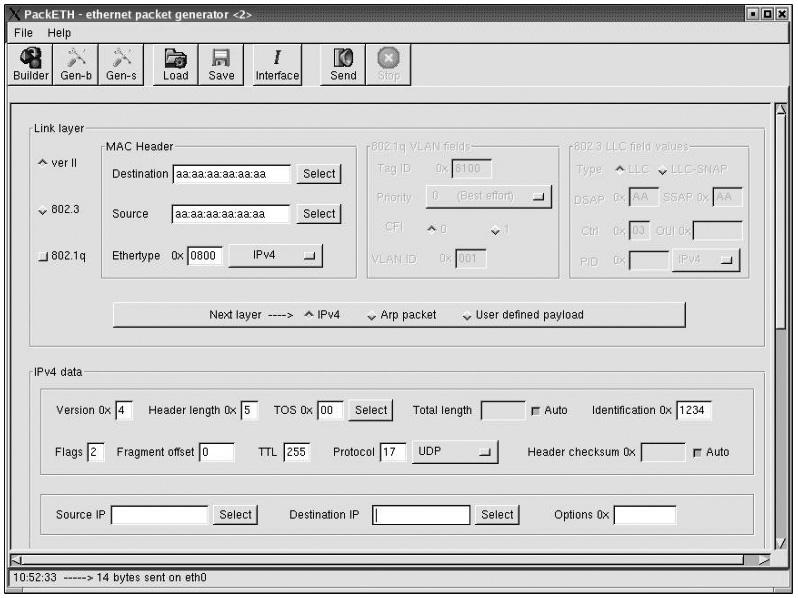 PackETH - ethernet packet generator <2>
File Help
Builder Gen-b Gen-s Load Save Interface Send Stop
Link layer
ver II
802.3
802.1q
MAC Header
Destination aa:aa:aa:aa:aa:aa Select
Source aa:aa:aa:aa:aa:aa Select
Ethertype 0x 0800 IPv4
802.1q VLAN fields
Tag ID 0x 8100
Priority 0 (Best effort)
CFI 0 1
VLAN ID 0x 001
802.3 LLC field values
Type LLC LLC-SNAP
DSAP 0x AA SSAP 0x AA
Ctrl 0x 03 OUI 0x
PID 0x IPv4
Next layer ----> IPv4 Arp packet User defined payload
IPv4 data
Version 0x 4 Header length 0x 5 TOS 0x 00 Select Total length Auto Identification 0x 1234
Flags 2 Fragment offset 0 TTL 255 Protocol 17 UDP Header checksum 0x Auto
Source IP Select Destination IP Select Options 0x
10:52:33 -----> 14 bytes sent on eth0